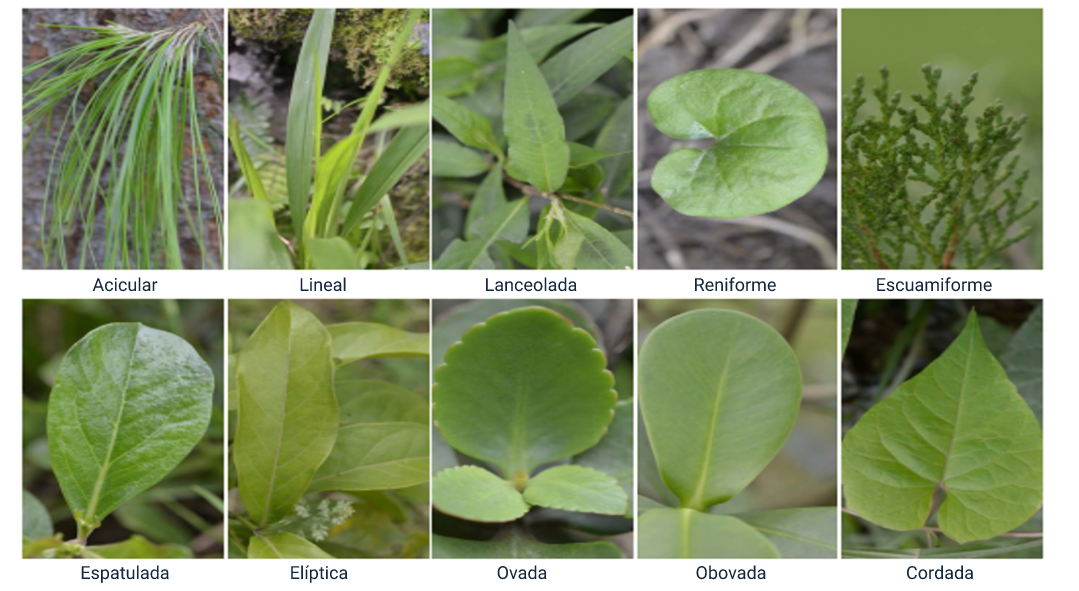 Acicular
Lineal
Lanceolada
Reniforme
Escuamiforme
Espatulada
Elíptica
Ovada
Obovada
Cordada